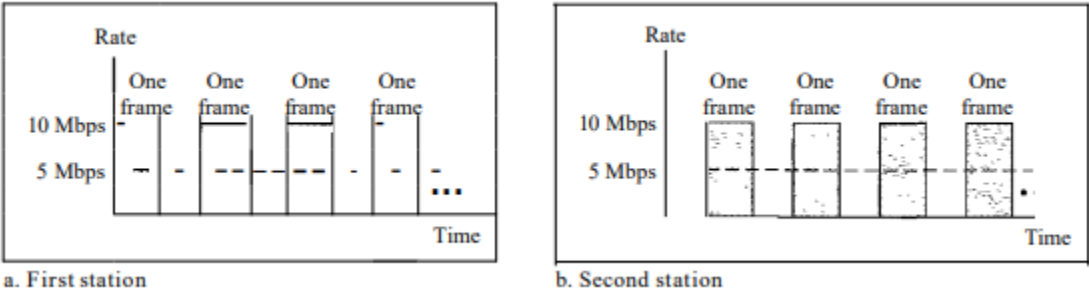 Rate
One One One One
frame frame frame frame
10 Mbps
5 Mbps
...
Time
a. First station
Rate
One One One One
frame frame frame frame
10 Mbps
5 Mbps
Time
b. Second station